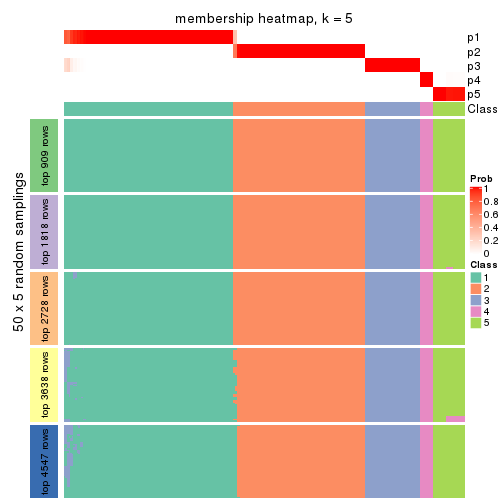 membership heatmap, k = 5
p1
p2
p3
p4
p5
Class
50 x 5 random samplings
top 909 rows
top 1818 rows
top 2728 rows
top 3638 rows
top 4547 rows
Prob
1
0.8
0.6
0.4
0.2
0
Class
1
2
3
4
5